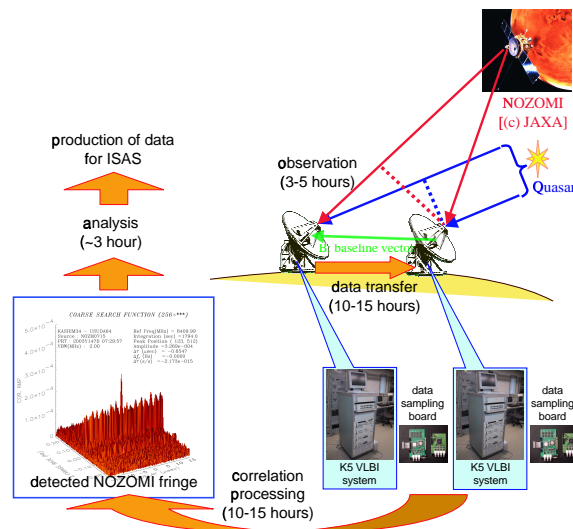 NOZOMI
[(c) JAXA]
production of data
for ISAS
observation
(3-5 hours)
Quasar
analysis
(~3 hour)
B: baseline vector
data transfer
(10-15 hours)
COARSE SEARCH FUNCTION (256-***)
detected NOZOMI fringe
correlation
processing
(10-15 hours)
K5 VLBI
system
data
sampling
board
K5 VLBI
system
data
sampling
board